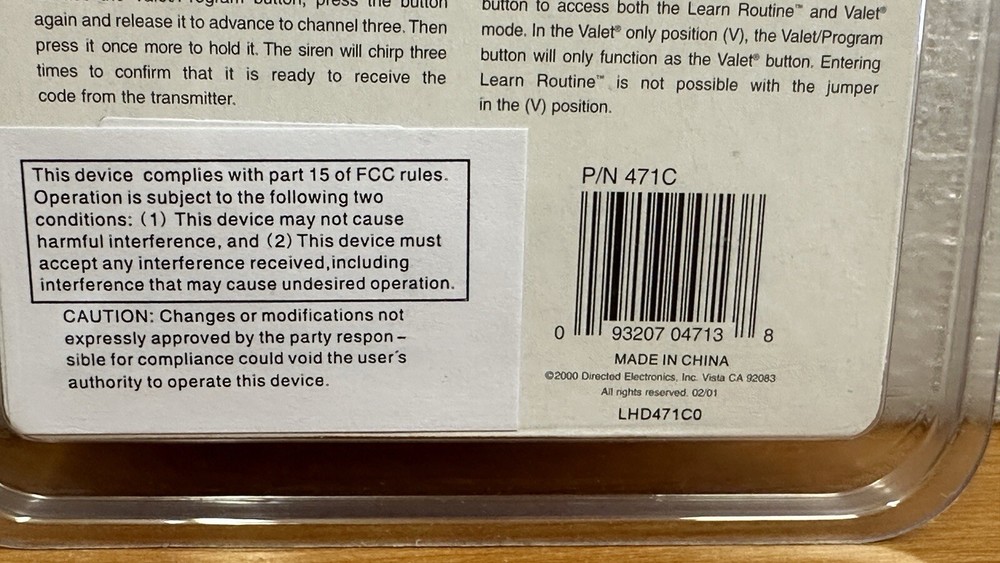 button, press the button
again and release it to advance to channel three. Then
press it once more to hold it. The siren will chirp three
times to confirm that it is ready to receive the
code from the transmitter.
button to access both the Learn Routine™ and Valet®
mode. In the Valet® only position (V), the Valet/Program
button will only function as the Valet® button. Entering
Learn Routine™ is not possible with the jumper
in the (V) position.
This device complies with part 15 of FCC rules.
Operation is subject to the following two
conditions: (1) This device may not cause
harmful interference, and (2) This device must
accept any interference received,including
interference that may cause undesired operation.
CAUTION: Changes or modifications not
expressly approved by the party respon-
sible for compliance could void the user's
authority to operate this device.
P/N 471C
0 93207 04713 8
MADE IN CHINA
©2000 Directed Electronics, Inc. Vista CA 92083
All rights reserved. 02/01
LHD471C0